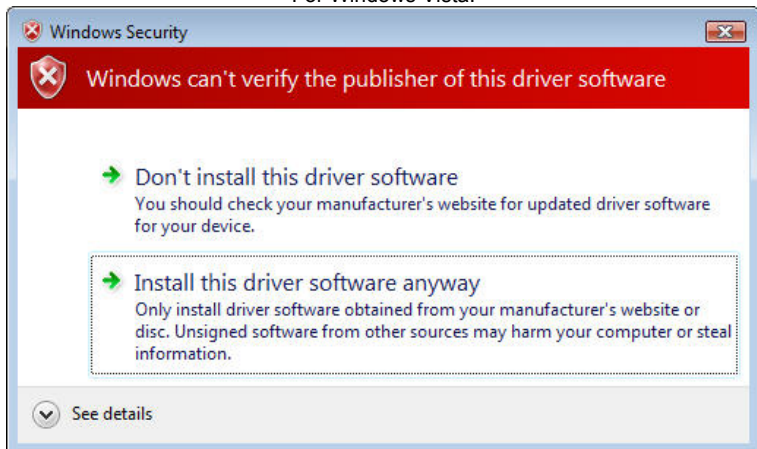 For Windows Vista:
Windows Security
Windows can't verify the publisher of this driver software
Don't install this driver software
You should check your manufacturer's website for updated driver software
for your device.
Install this driver software anyway
Only install driver software obtained from your manufacturer's website or
disc. Unsigned software from other sources may harm your computer or steal
information.
See details